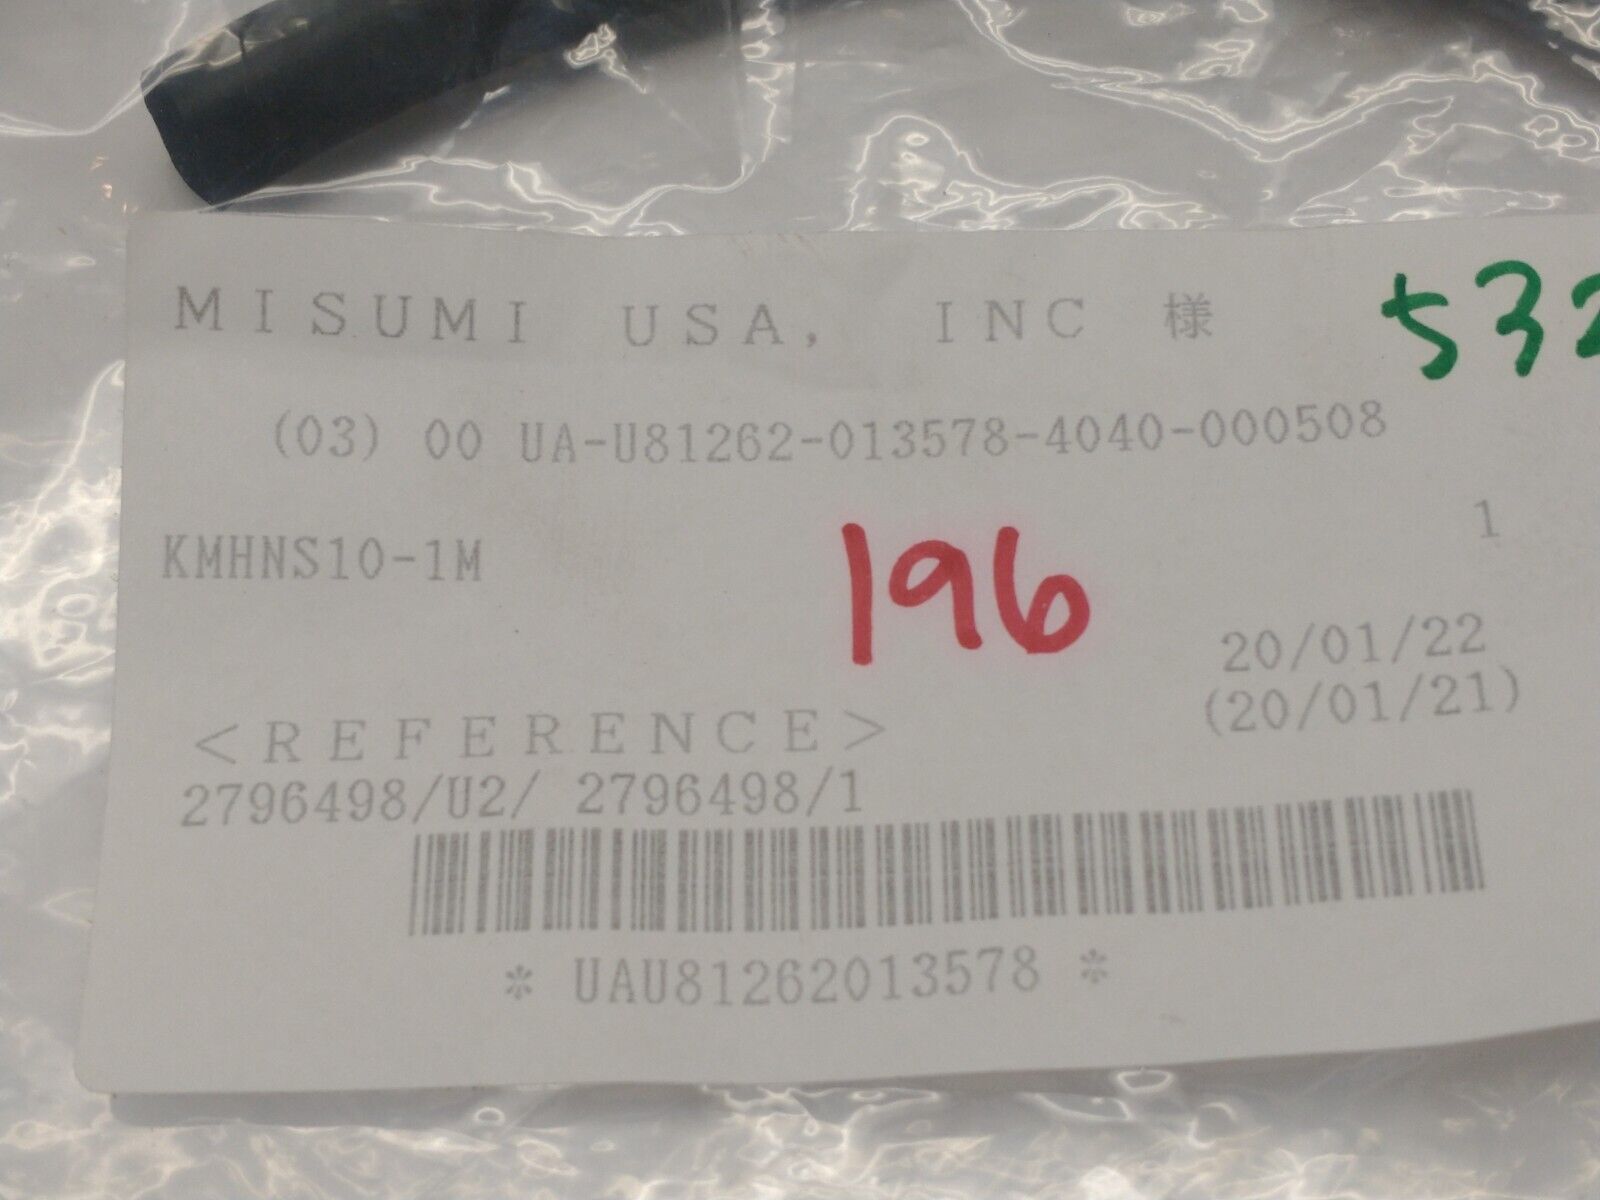 MISUMI USA, INC 様
(03) 00 UA-U81262-013578-4040-000508
KMHNS10-1M
196
1
20/01/22
(20/01/21)
<REFERENCE>
2796498/U2/ 2796498/1
* UAU81262013578 *